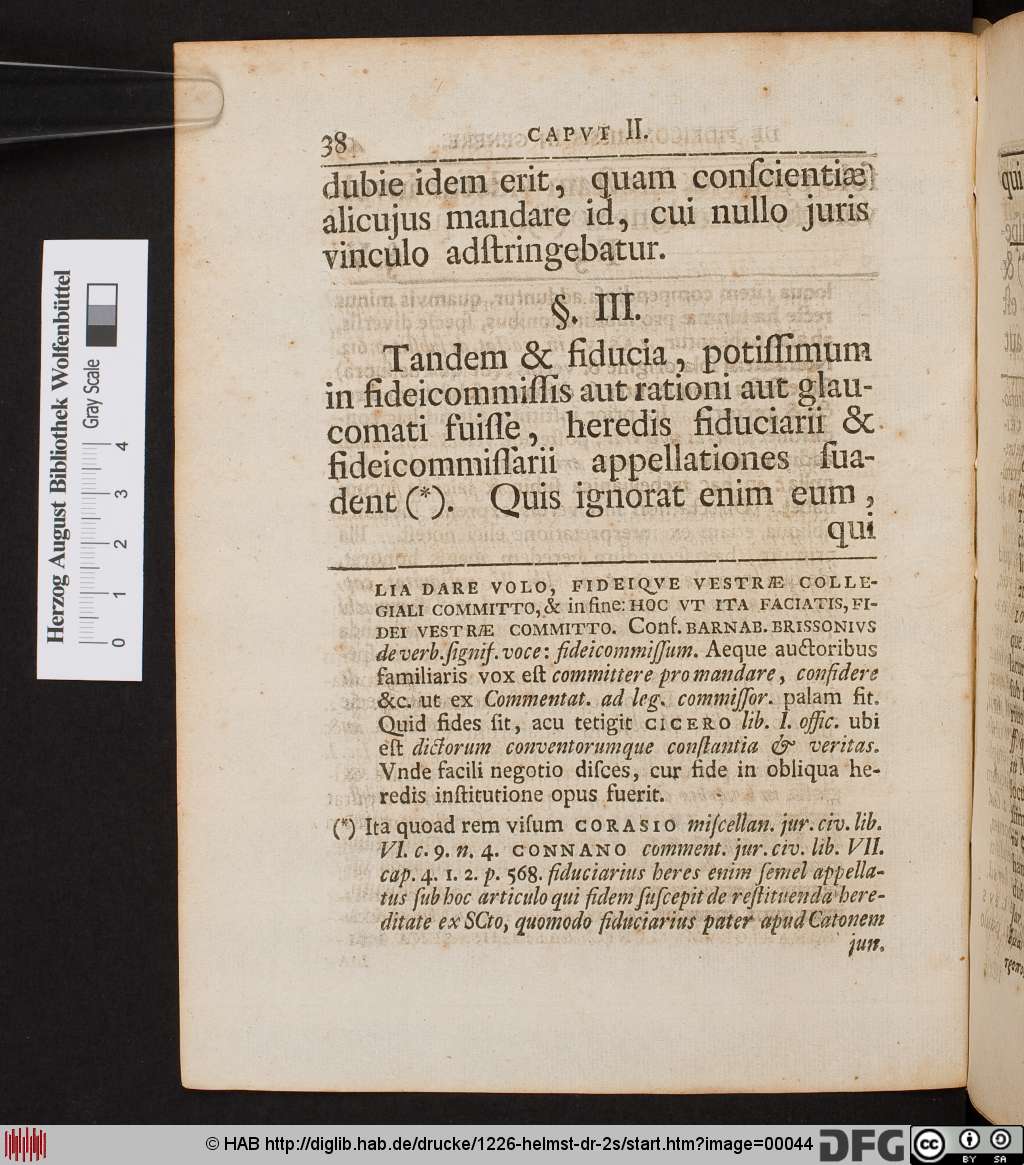 38 CAPVT II.
dubie idem erit, quam conſcientiæ
alicujus mandare id, cui nullo juris
vinculo adſtringebatur.
§. III.
Tandem & fiducia, potiſſimum
in fideicommiſſis aut rationi aut glau-
comati fuiſſe, heredis fiduciarii &
fideicommiſſarii appellationes ſua-
dent (*). Quis ignorat enim eum,
qui
LIA DARE VOLO, FIDEIQVE VESTRÆ COLLE-
GIALI COMMITTO, & in fine: HOC VT ITA FACIATIS, FI-
DEI VESTRÆ COMMITTO. Conf. BARNAB. BRISSONIVS
de verb. ſignif. voce: fideicommiſſum. Aeque auctoribus
familiaris vox eſt committere pro mandare, confidere
&c. ut ex Commentat. ad leg. commiſſor. palam fit.
Quid fides ſit, acu tetigit CICERO lib. I. offic. ubi
eſt dictorum conventorumque conſtantia & veritas.
Vnde facili negotio diſces, cur fide in obliqua he-
redis inſtitutione opus fuerit.
(*) Ita quoad rem viſum CORASIO miſcellan. jur. civ. lib.
VI. c. 9. n. 4. CONNANO comment. jur. civ. lib. VII.
cap. 4. 1. 2. p. 568. fiduciarius heres enim ſemel appella-
tus ſub hoc articulo qui fidem ſuſcepit de reſtituenda here-
ditate ex SCto, quomodo fiduciarius pater apud Catonem
jun.
Herzog August Bibliothek Wolfenbüttel
Gray Scale
0 1 2 3 4
© HAB http://diglib.hab.de/drucke/1226-helmst-dr-2s/start.htm?image=00044
DFG
cc BY SA